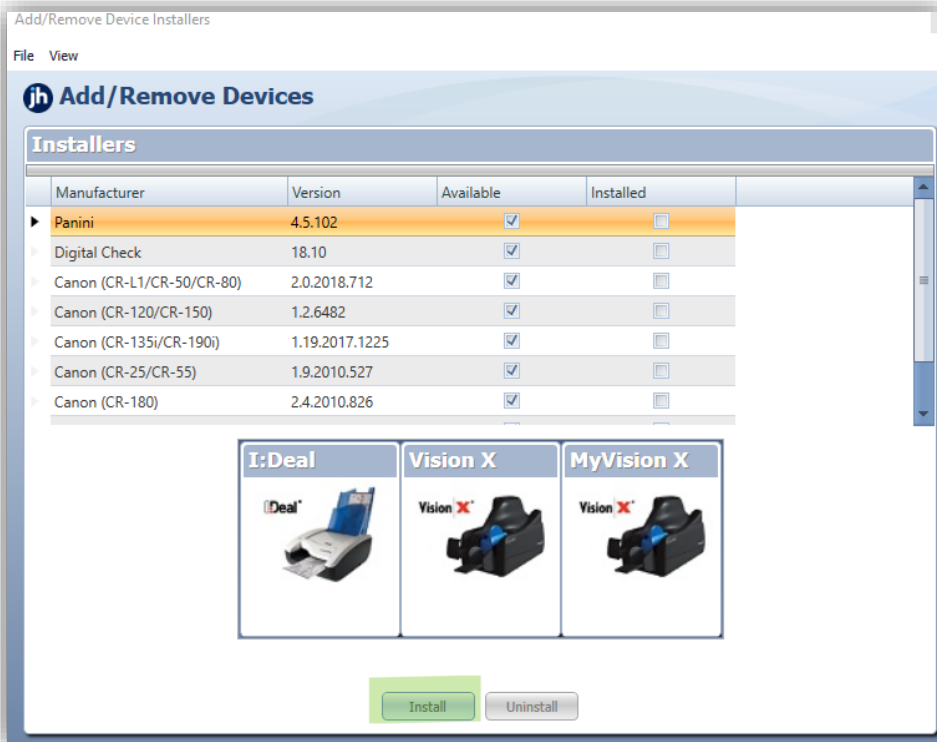 Add/Remove Device Installers
File View
jh Add/Remove Devices
Installers
Manufacturer Version Available Installed
Panini 4.5.102
Digital Check 18.10
Canon (CR-L1/CR-50/CR-80) 2.0.2018.712
Canon (CR-120/CR-150) 1.2.6482
Canon (CR-135i/CR-190i) 1.19.2017.1225
Canon (CR-25/CR-55) 1.9.2010.527
Canon (CR-180) 2.4.2010.826
I:Deal Vision X MyVision X
I:Deal Vision X Vision X
Install Uninstall